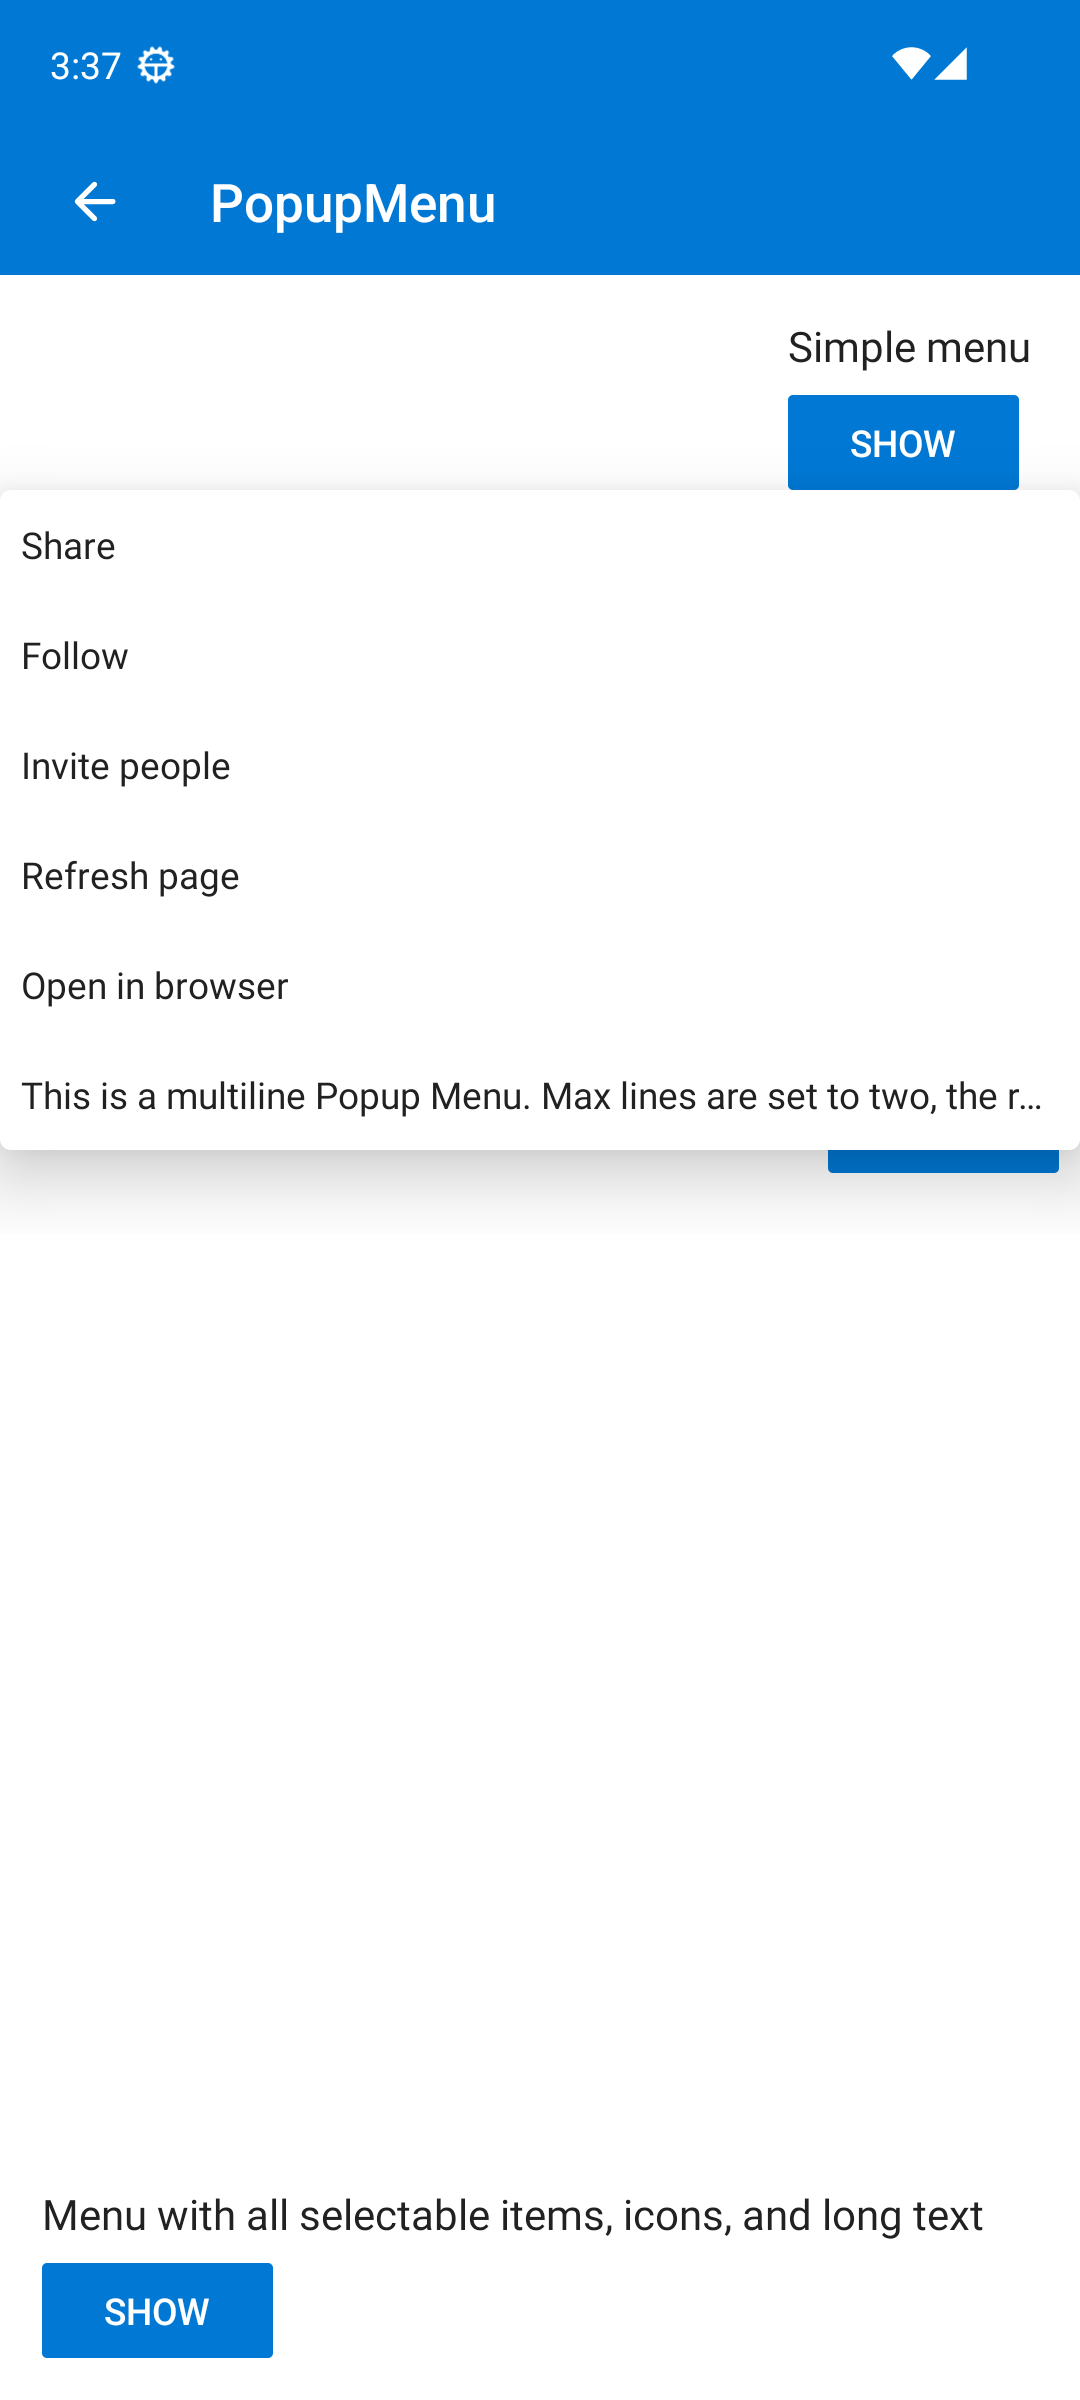 3:37
PopupMenu
Simple menu
SHOW
Share
Follow
Invite people
Refresh page
Open in browser
This is a multiline Popup Menu. Max lines are set to two, the r...
Menu with all selectable items, icons, and long text
SHOW